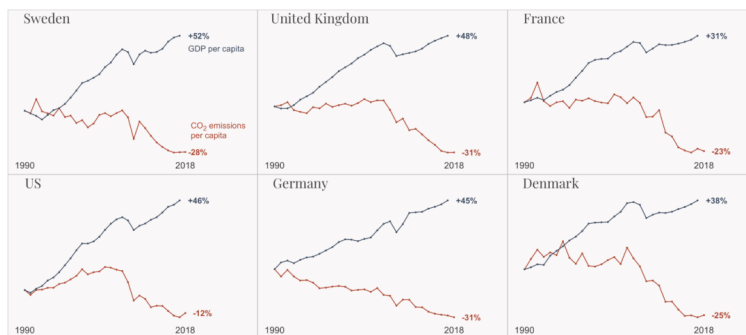 Sweden
+52%
GDP per capita
CO₂ emissions
per capita
-28%
1990
2018
United Kingdom
+48%
-31%
1990
2018
France
+31%
-23%
1990
2018
US
+46%
-12%
1990
2018
Germany
+45%
-31%
1990
2018
Denmark
+38%
-25%
1990
2018